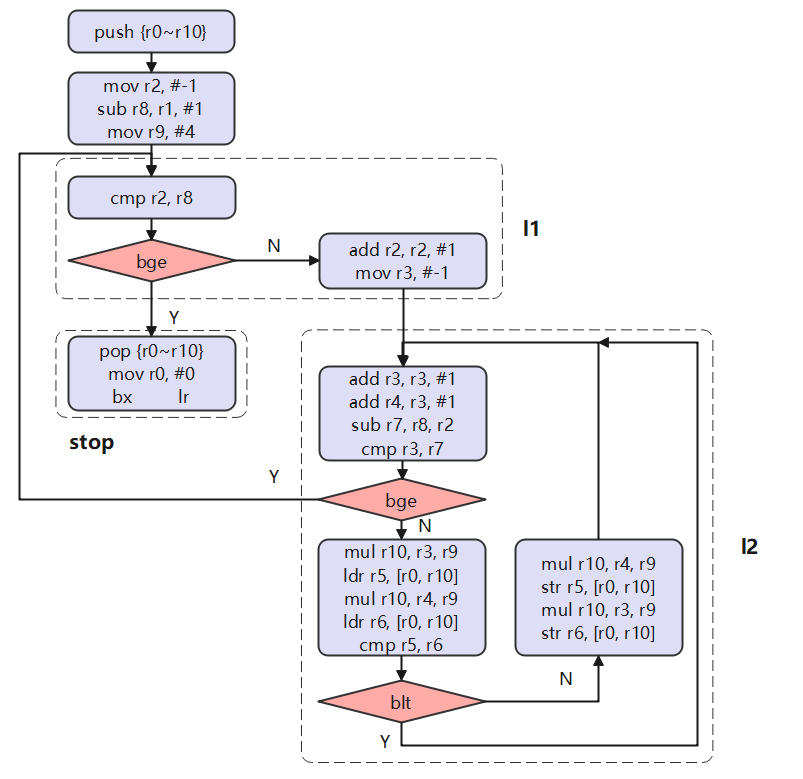 push {r0~r10}
mov r2, #-1
sub r8, r1, #1
mov r9, #4
cmp r2, r8
bge
N
add r2, r2, #1
mov r3, #-1
l1
Y
pop {r0~r10}
mov r0, #0
bx lr
stop
add r3, r3, #1
add r4, r3, #1
sub r7, r8, r2
cmp r3, r7
Y
bge
N
mul r10, r3, r9
ldr r5, [r0, r10]
mul r10, r4, r9
ldr r6, [r0, r10]
cmp r5, r6
mul r10, r4, r9
str r5, [r0, r10]
mul r10, r3, r9
str r6, [r0, r10]
l2
blt
N
Y